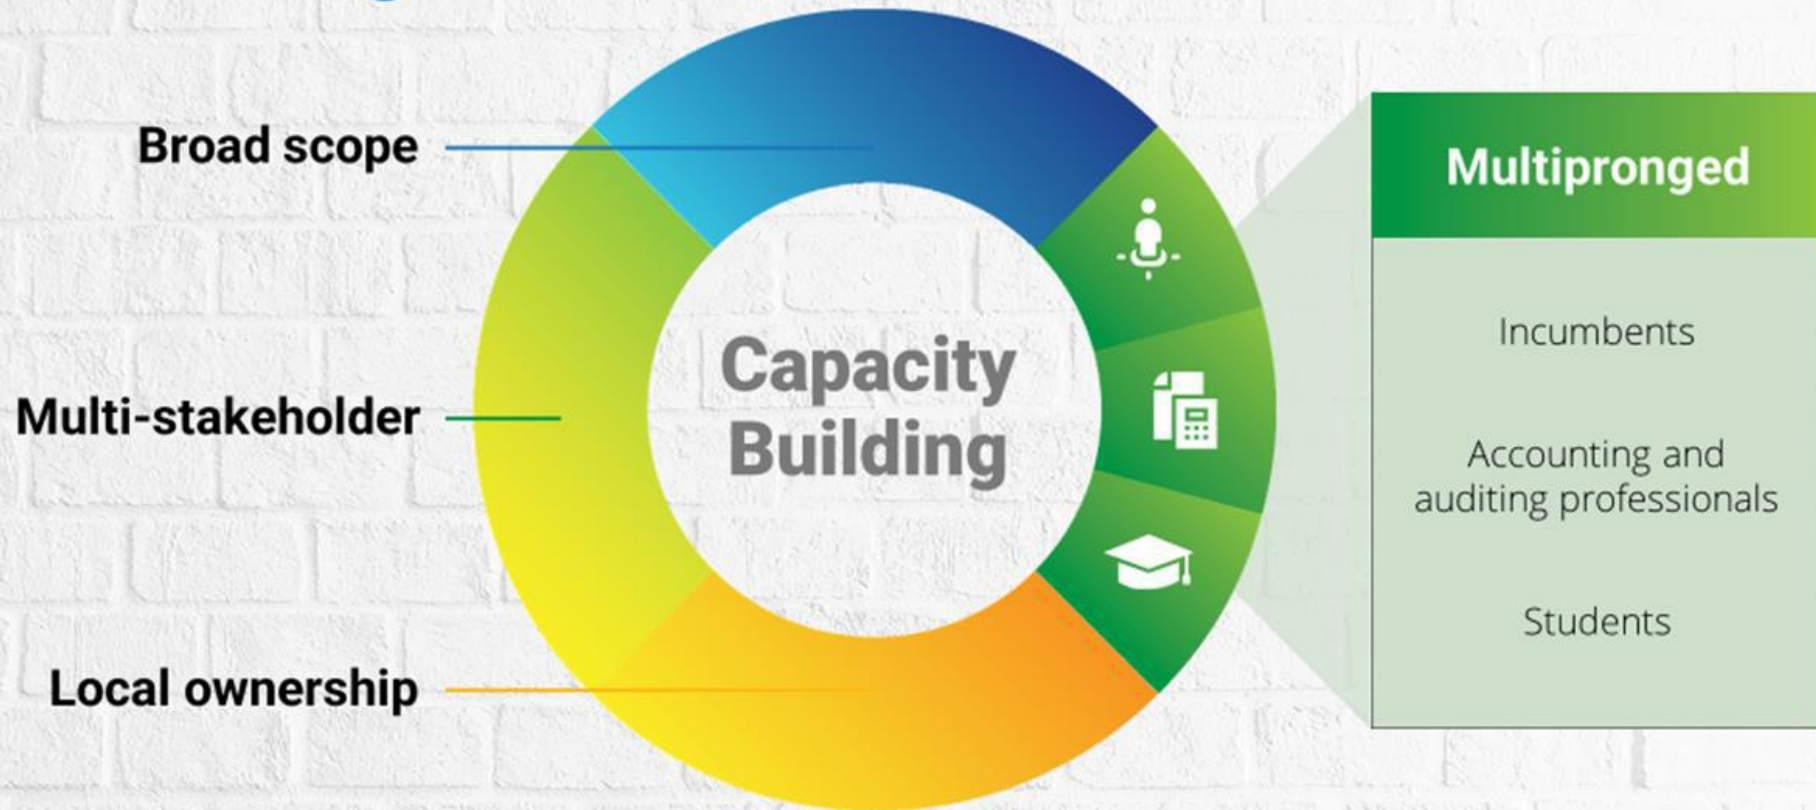 Broad scope
Multi-stakeholder
Local ownership
Capacity
Building
Multipronged
Incumbents
Accounting and
auditing professionals
Students